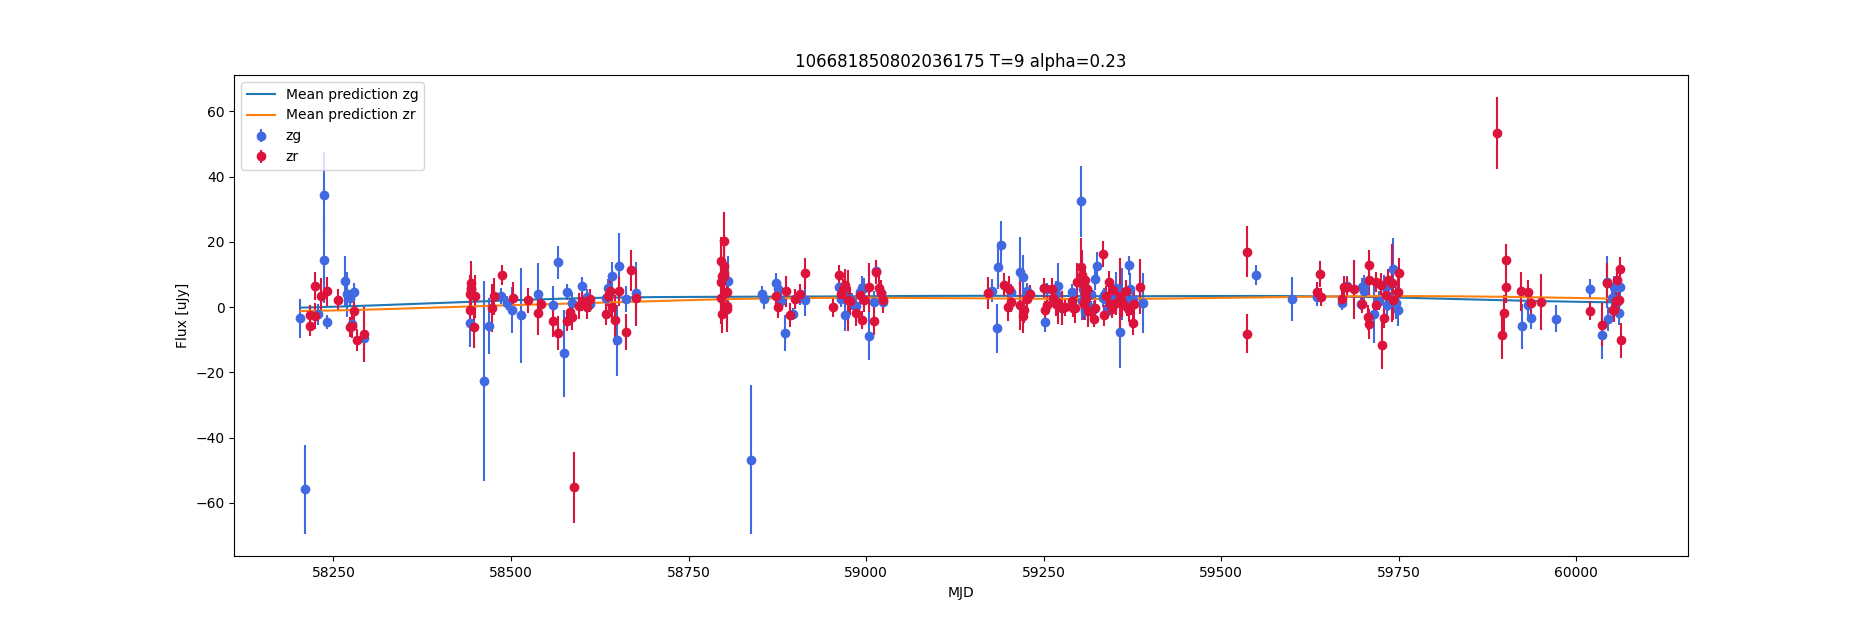 106681850802036175 T=9 alpha=0.23
Mean prediction zg
Mean prediction zr
zg
zr
Flux [uJy]
60
40
20
0
−20
−40
−60
58250
58500
58750
59000
59250
59500
59750
60000
MJD